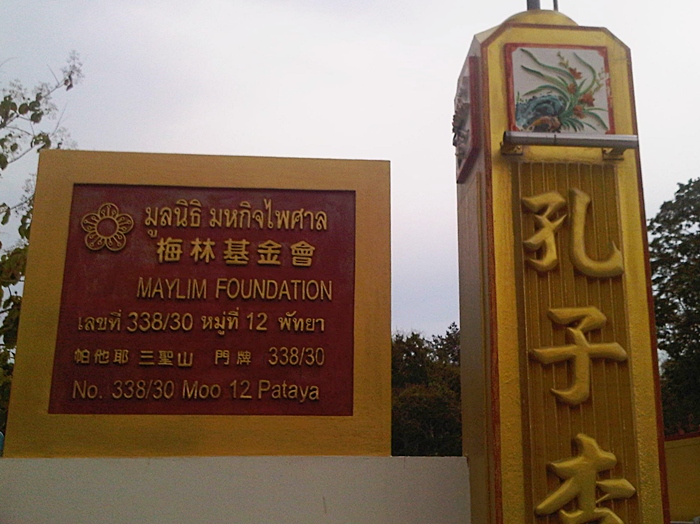 มูลนิธิ มหากิจไพศาล
梅林基金會
MAYLIM FOUNDATION
เลขที่ 338/30 หมู่ที่ 12 พัทยา
帕他耶 三聖山 門牌 338/30
No. 338/30 Moo 12 Pataya
孔子李